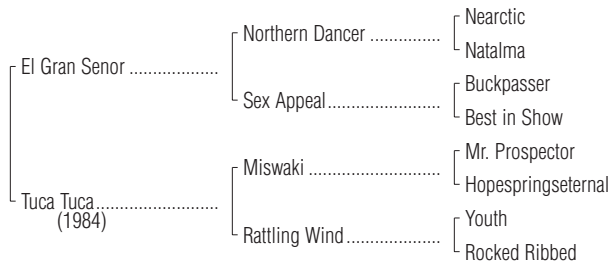 Nearctic
Northern Dancer ..................
Natalma
El Gran Senor ...................
Buckpasser
Sex Appeal.............................
Best in Show
Mr. Prospector
Miswaki .................................
Hopespringseternal
Tuca Tuca..........................
(1984)
Youth
Rattling Wind........................
Rocked Ribbed